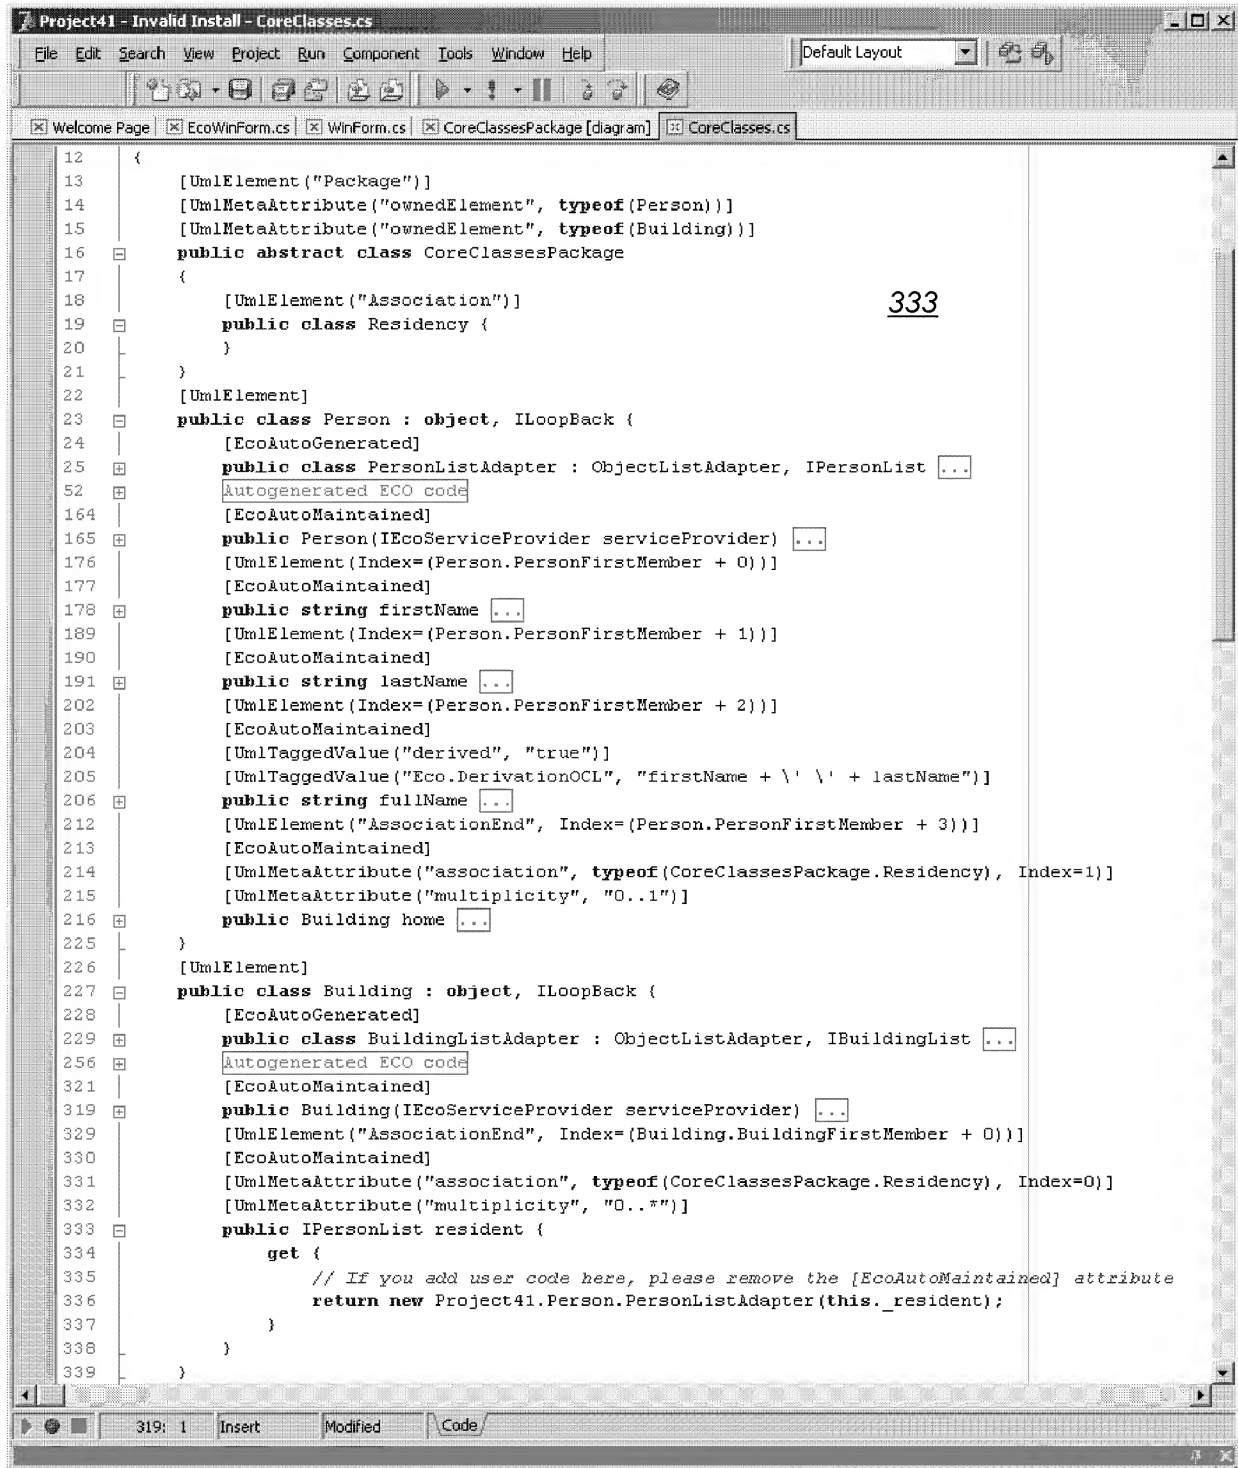 Project41 - Invalid Install - CoreClasses.cs
File Edit Search View Project Run Component Tools Window Help Default Layout
Welcome Page EcoWinForm.cs WinForm.cs CoreClassesPackage [diagram] CoreClasses.cs
12 {
13 [UmlElement("Package")]
14 [UmlMetaAttribute("ownedElement", typeof(Person))]
15 [UmlMetaAttribute("ownedElement", typeof(Building))]
16 public abstract class CoreClassesPackage
17 {
18 [UmlElement("Association")]
333
19 public class Residency {
20 }
21 }
22 [UmlElement]
23 public class Person : object, ILoopBack {
24 [EcoAutoGenerated]
25 public class PersonListAdapter : ObjectListAdapter, IPersonList ...
52 Autogenerated ECO code
164 [EcoAutoMaintained]
165 public Person(IEcoServiceProvider serviceProvider) ...
176 [UmlElement(Index=(Person.PersonFirstMember + 0))]
177 [EcoAutoMaintained]
178 public string firstName ...
189 [UmlElement(Index=(Person.PersonFirstMember + 1))]
190 [EcoAutoMaintained]
191 public string lastName ...
202 [UmlElement(Index=(Person.PersonFirstMember + 2))]
203 [EcoAutoMaintained]
204 [UmlTaggedValue("derived", "true")]
205 [UmlTaggedValue("Eco.DerivationOCL", "firstName + \' \' + lastName")]
206 public string fullName ...
212 [UmlElement("AssociationEnd", Index=(Person.PersonFirstMember + 3))]
213 [EcoAutoMaintained]
214 [UmlMetaAttribute("association", typeof(CoreClassesPackage.Residency), Index=1)]
215 [UmlMetaAttribute("multiplicity", "0..1")]
216 public Building home ...
225 }
226 [UmlElement]
227 public class Building : object, ILoopBack {
228 [EcoAutoGenerated]
229 public class BuildingListAdapter : ObjectListAdapter, IBuildingList ...
256 Autogenerated ECO code
321 [EcoAutoMaintained]
319 public Building(IEcoServiceProvider serviceProvider) ...
329 [UmlElement("AssociationEnd", Index=(Building.BuildingFirstMember + 0))]
330 [EcoAutoMaintained]
331 [UmlMetaAttribute("association", typeof(CoreClassesPackage.Residency), Index=0)]
332 [UmlMetaAttribute("multiplicity", "0..*")]
333 public IPersonList resident {
334 get {
335 // If you add user code here, please remove the [EcoAutoMaintained] attribute
336 return new Project41.Person.PersonListAdapter(this._resident);
337 }
338 }
339 }
319: 1 Insert Modified \Code/